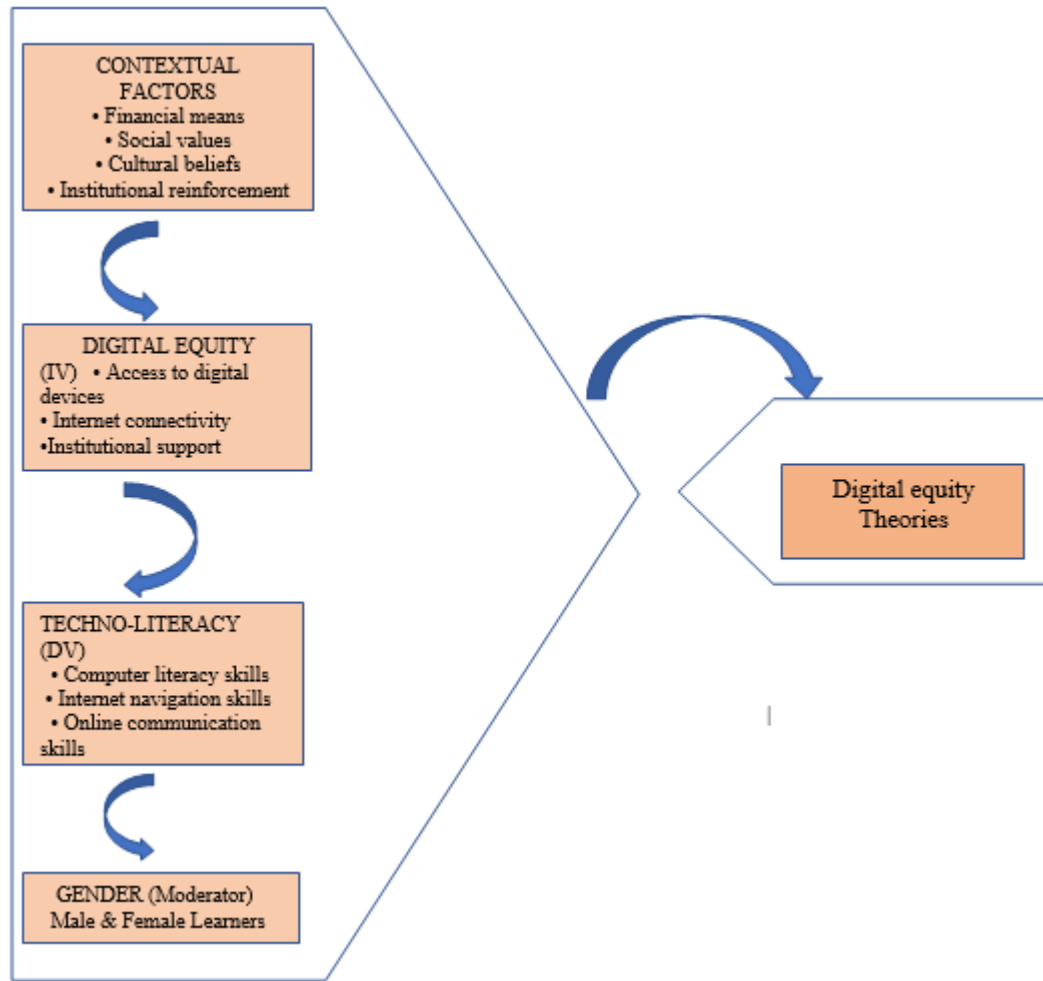 CONTEXTUAL
FACTORS
• Financial means
• Social values
• Cultural beliefs
• Institutional reinforcement
DIGITAL EQUITY
(IV) • Access to digital
devices
• Internet connectivity
•Institutional support
TECHNO-LITERACY
(DV)
• Computer literacy skills
• Internet navigation skills
• Online communication
skills
GENDER (Moderator)
Male & Female Learners
Digital equity
Theories